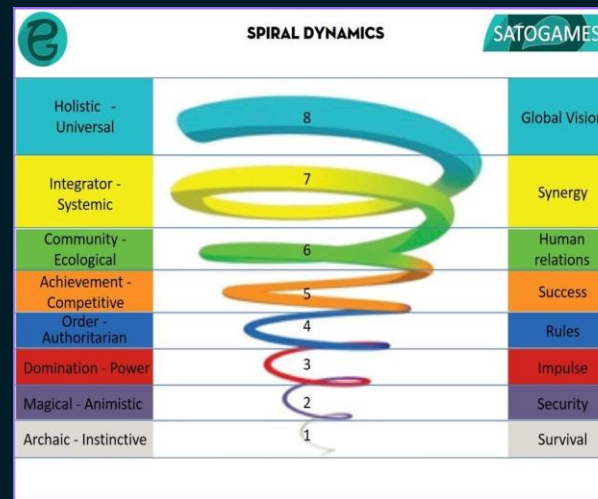 SPIRAL DYNAMICS
SATOGAMES
Holistic -
Universal
8
Global Vision
Integrator -
Systemic
7
Synergy
Community -
Ecological
6
Human
relations
Achievement -
Competitive
5
Success
Order -
Authoritarian
4
Rules
Domination - Power
3
Impulse
Magical - Animistic
2
Security
Archaic - Instinctive
1
Survival